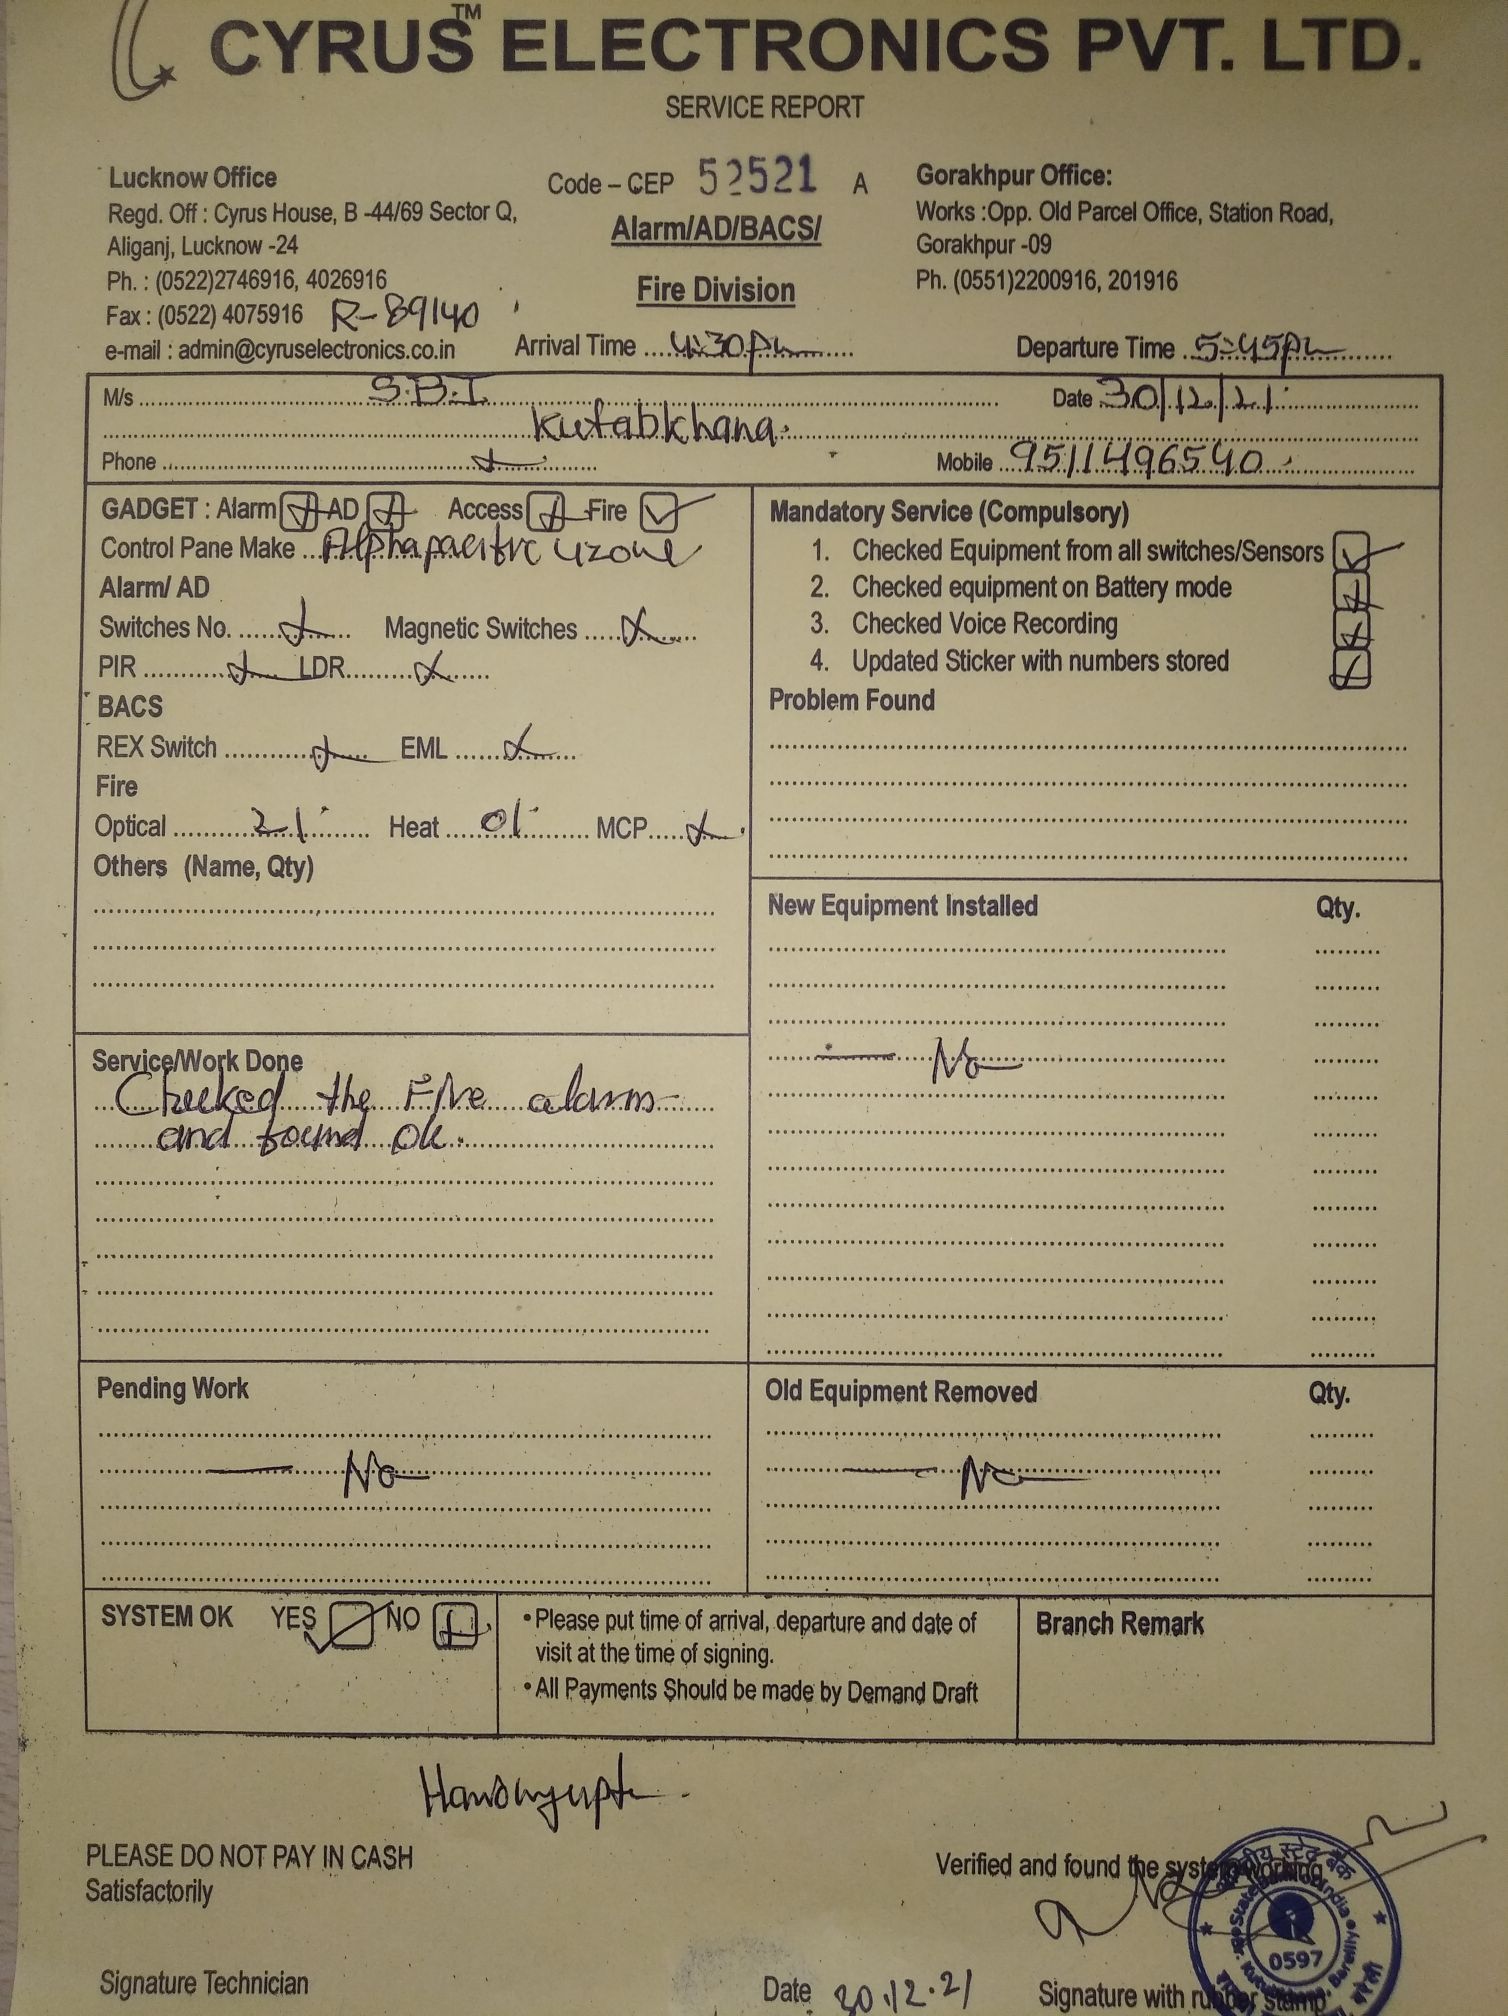 CYRUS™ ELECTRONICS PVT. LTD.
SERVICE REPORT
Lucknow Office
Regd. Off : Cyrus House, B -44/69 Sector Q,
Aliganj, Lucknow -24
Ph. : (0522)2746916, 4026916
Fax : (0522) 4075916 R-89140
e-mail : admin@cyruselectronics.co.in
Code – CEP 52521 A
Alarm/AD/BACS/
Fire Division
Gorakhpur Office:
Works :Opp. Old Parcel Office, Station Road,
Gorakhpur -09
Ph. (0551)2200916, 201916
Arrival Time 4:30pm Departure Time 5:45pm
M/s S.B.I Date 30/12/21
Kutabkhana
Phone Mobile 9511496540
GADGET : Alarm AD Access Fire
Control Pane Make Alphapacific 4zone
Alarm/ AD
Switches No. Magnetic Switches
PIR LDR
BACS
REX Switch EML
Fire
Optical 21 Heat 01 MCP
Others (Name, Qty)
Mandatory Service (Compulsory)
1. Checked Equipment from all switches/Sensors
2. Checked equipment on Battery mode
3. Checked Voice Recording
4. Updated Sticker with numbers stored
Problem Found
New Equipment Installed Qty.
No
Service/Work Done
Checked the Fire alarm
and found ok.
Pending Work
No
Old Equipment Removed Qty.
No
SYSTEM OK YES NO
• Please put time of arrival, departure and date of
visit at the time of signing.
• All Payments Should be made by Demand Draft
Branch Remark
PLEASE DO NOT PAY IN CASH
Satisfactorily
Verified and found the system working
Signature Technician
Date 30.12.21
Signature with rubber stamp
भारतीय स्टेट बैंक
State Bank of India
0597
Bareilly